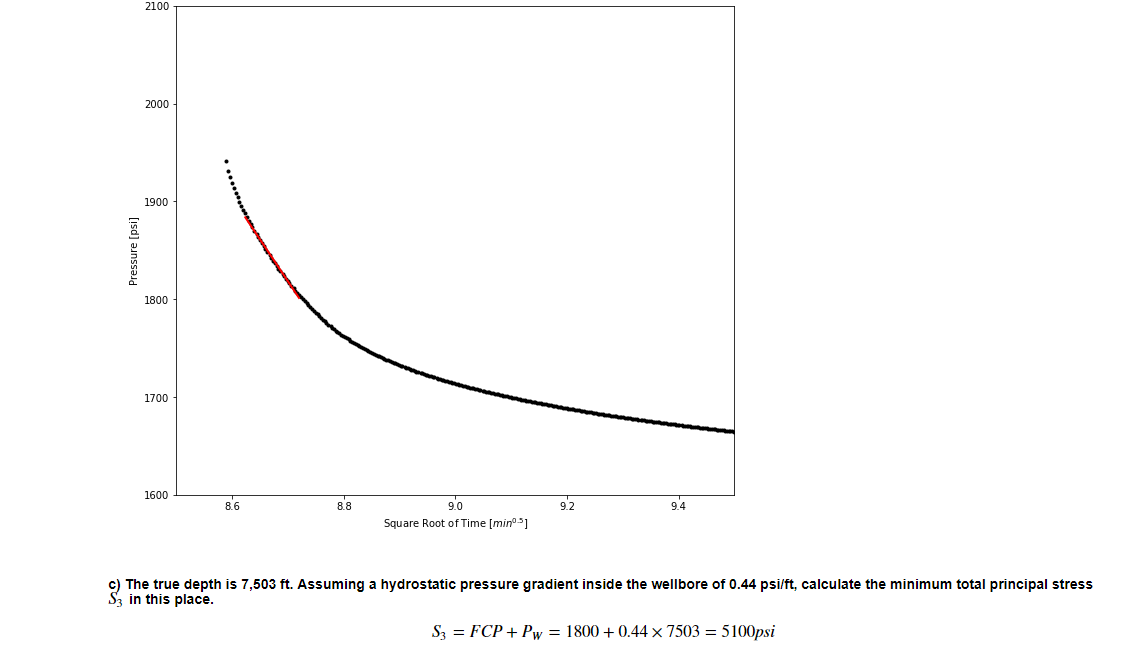 2100
2000
1900
1800
1700
1600
Pressure [psi]
8.6 8.8 9.0 9.2 9.4
Square Root of Time [min^0.5]
c) The true depth is 7,503 ft. Assuming a hydrostatic pressure gradient inside the wellbore of 0.44 psi/ft, calculate the minimum total principal stress
S₃ in this place.
S₃ = FCP + P_W = 1800 + 0.44 × 7503 = 5100psi